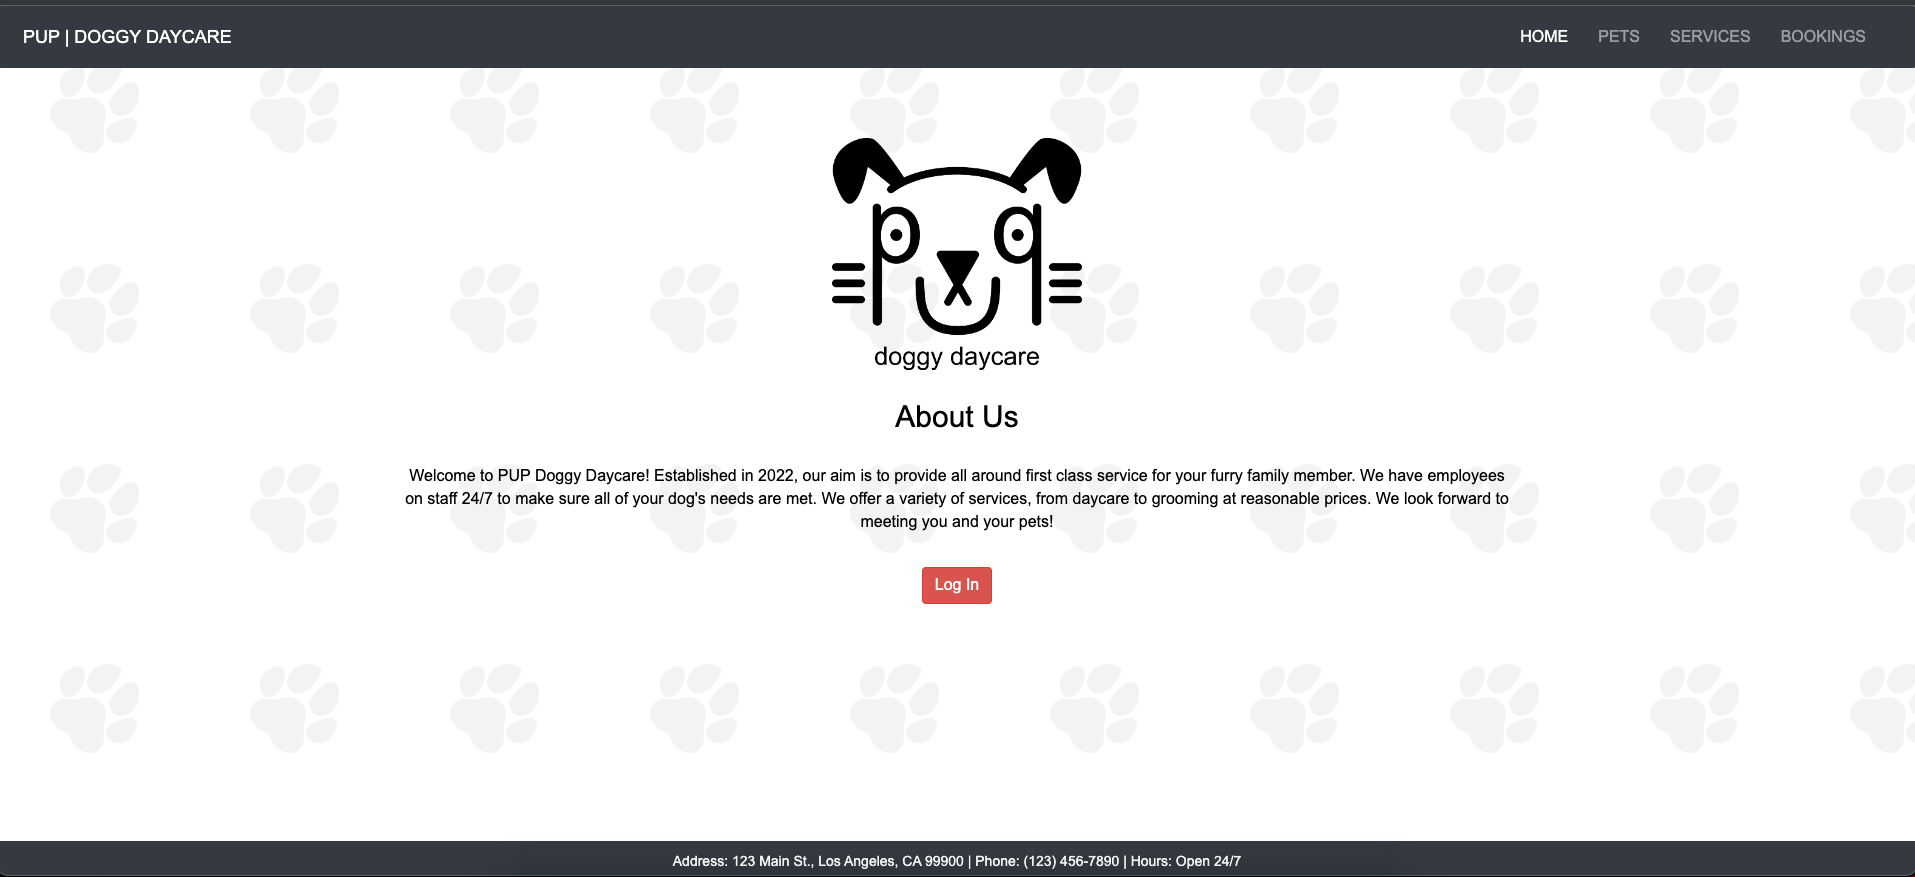 PUP | DOGGY DAYCARE
HOME PETS SERVICES BOOKINGS
doggy daycare
About Us
Welcome to PUP Doggy Daycare! Established in 2022, our aim is to provide all around first class service for your furry family member. We have employees
on staff 24/7 to make sure all of your dog's needs are met. We offer a variety of services, from daycare to grooming at reasonable prices. We look forward to
meeting you and your pets!
Log In
Address: 123 Main St., Los Angeles, CA 99900 | Phone: (123) 456-7890 | Hours: Open 24/7